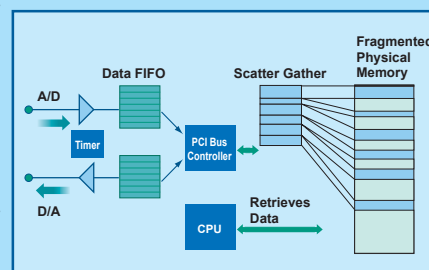 Fragmented
Physical
Memory
Data FIFO
Scatter Gather
A/D
Timer
PCI Bus
Controller
D/A
Retrieves
Data
CPU